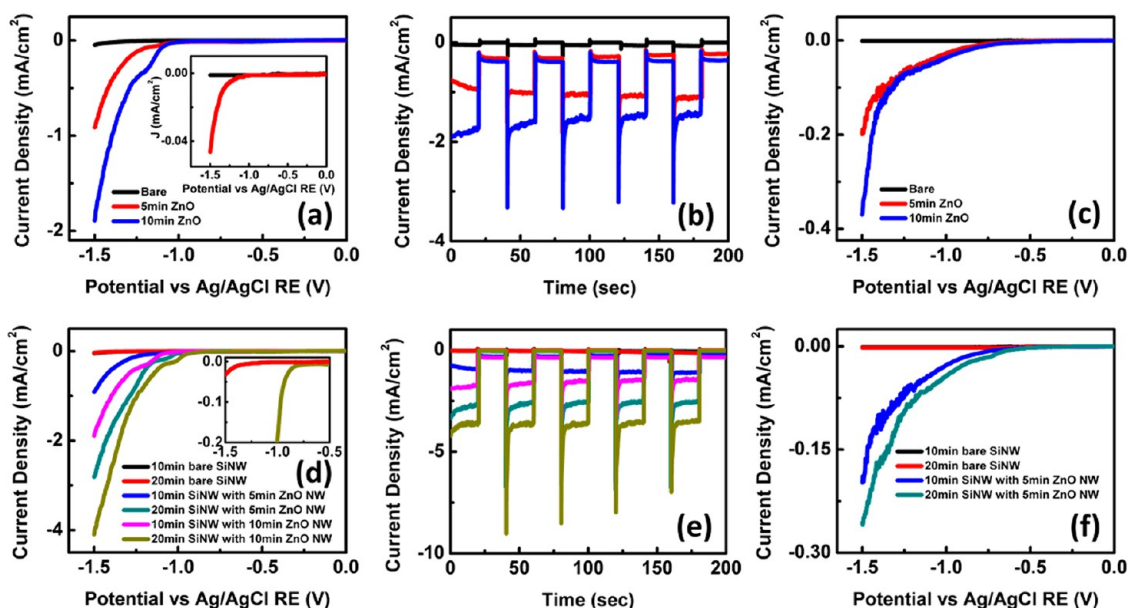 Current Density (mA/cm²)
0
-1
-2
-1.5
-1.0
-0.5
0.0
Potential vs Ag/AgCl RE (V)
J (mA/cm²)
0.00
-0.04
-1.5
-1.0
-0.5
0.0
Potential vs Ag/AgCl RE (V)
Bare
5min ZnO
10min ZnO
(a)
Current Density (mA/cm²)
0
-2
-4
0
50
100
150
200
Time (sec)
(b)
Current Density (mA/cm²)
0.0
-0.2
-0.4
-1.5
-1.0
-0.5
0.0
Potential vs Ag/AgCl RE (V)
Bare
5min ZnO
10min ZnO
(c)
Current Density (mA/cm²)
0
-2
-4
-1.5
-1.0
-0.5
0.0
Potential vs Ag/AgCl RE (V)
0.0
-0.1
-0.2
-1.5
-1.0
-0.5
(d)
10min bare SiNW
20min bare SiNW
10min SiNW with 5min ZnO NW
20min SiNW with 5min ZnO NW
10min SiNW with 10min ZnO NW
20min SiNW with 10min ZnO NW
Current Density (mA/cm²)
0
-5
-10
0
50
100
150
200
Time (sec)
(e)
Current Density (mA/cm²)
0.00
-0.15
-0.30
-1.5
-1.0
-0.5
0.0
Potential vs Ag/AgCl RE (V)
10min bare SiNW
20min bare SiNW
10min SiNW with 5min ZnO NW
20min SiNW with 5min ZnO NW
(f)